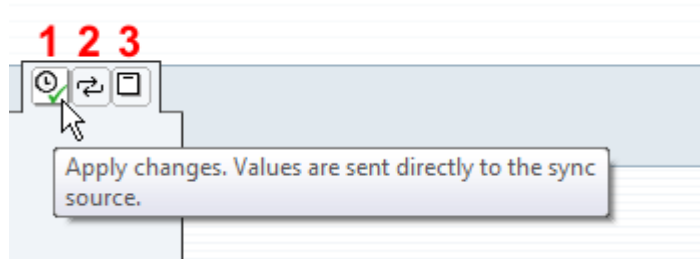 1 2 3
Apply changes. Values are sent directly to the sync
source.